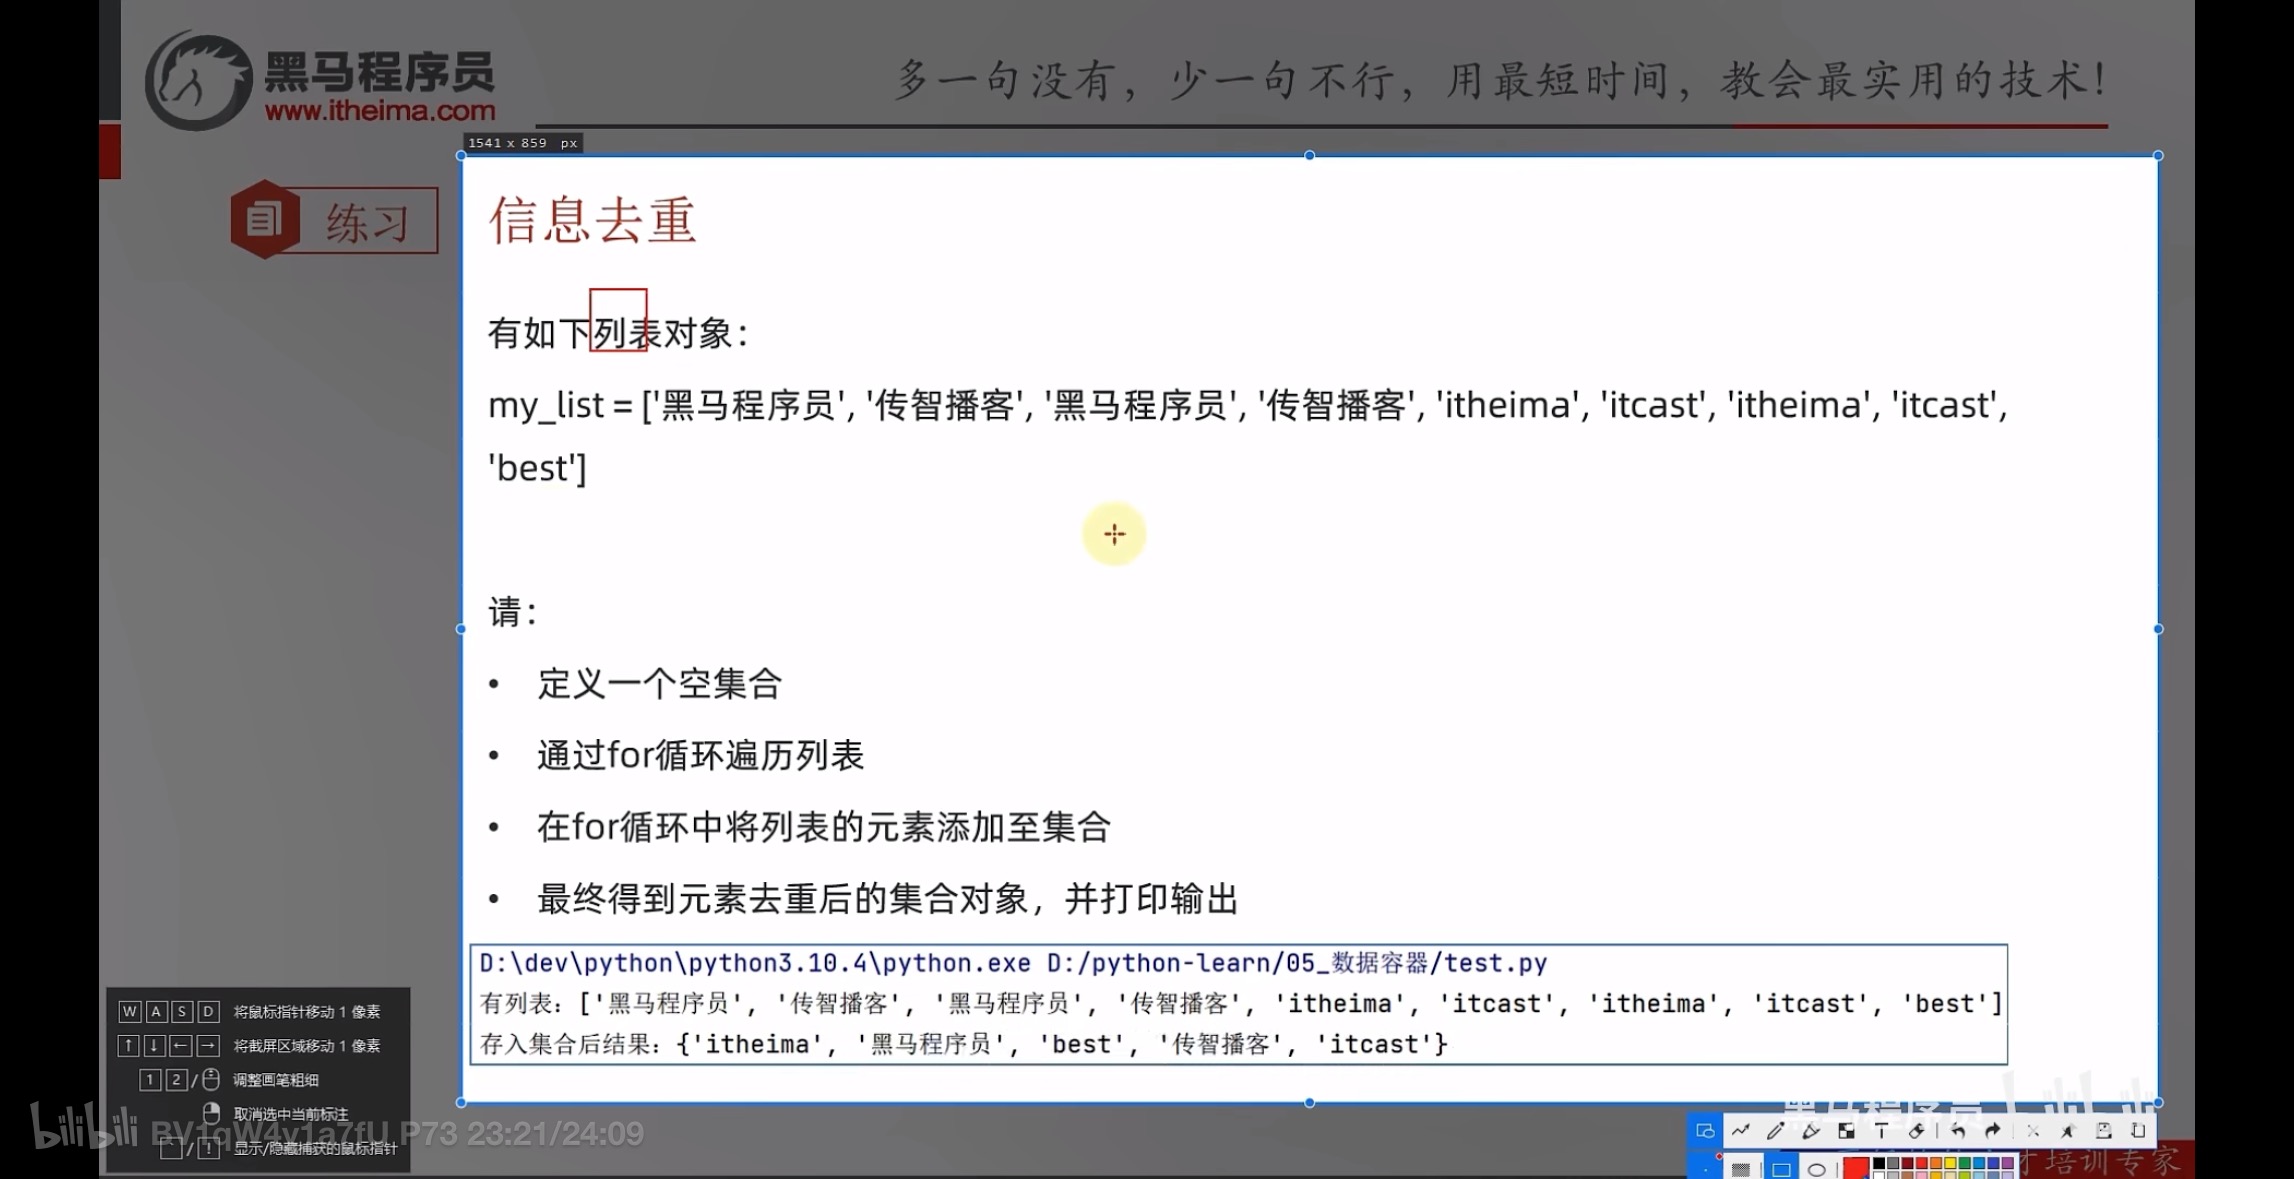 黑马程序员
www.itheima.com
多一句没有，少一句不行，用最短时间，教会最实用的技术！
1541 x 859 px
练习
信息去重
有如下列表对象：
my_list = ['黑马程序员', '传智播客', '黑马程序员', '传智播客', 'itheima', 'itcast', 'itheima', 'itcast',
'best']
请：
• 定义一个空集合
• 通过for循环遍历列表
• 在for循环中将列表的元素添加至集合
• 最终得到元素去重后的集合对象，并打印输出
D:\dev\python\python3.10.4\python.exe D:/python-learn/05_数据容器/test.py
有列表：['黑马程序员', '传智播客', '黑马程序员', '传智播客', 'itheima', 'itcast', 'itheima', 'itcast', 'best']
存入集合后结果：{'itheima', '黑马程序员', 'best', '传智播客', 'itcast'}
W A S D 将鼠标指针移动 1 像素
↑ ↓ ← → 将截屏区域移动 1 像素
1 2 / 调整画笔粗细
取消选中当前标注
/ 显示/隐藏捕获的鼠标指针
bilibili BV1qW4y1a7fU P73 23:21/24:09
黑马程序员 bilibili
培训专家